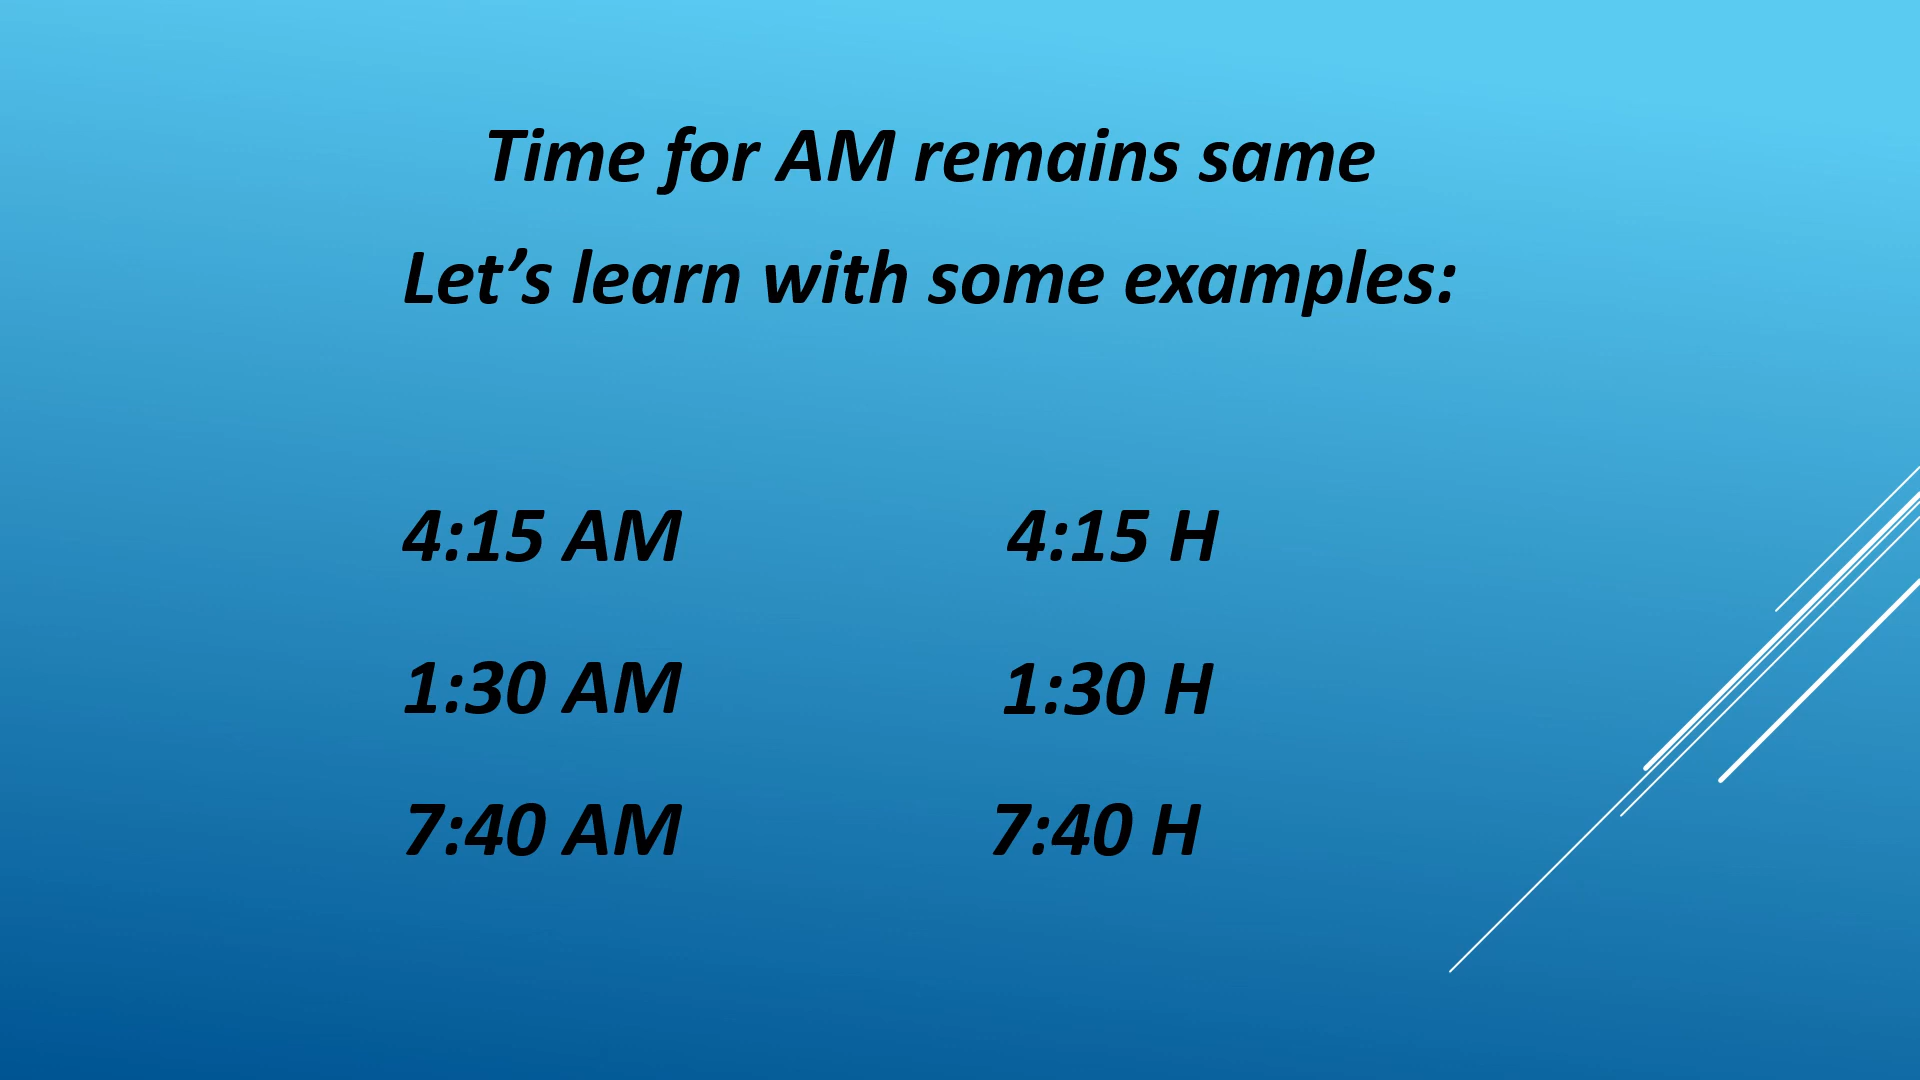 Time for AM remains same
Let’s learn with some examples:
4:15 AM 4:15 H
1:30 AM 1:30 H
7:40 AM 7:40 H